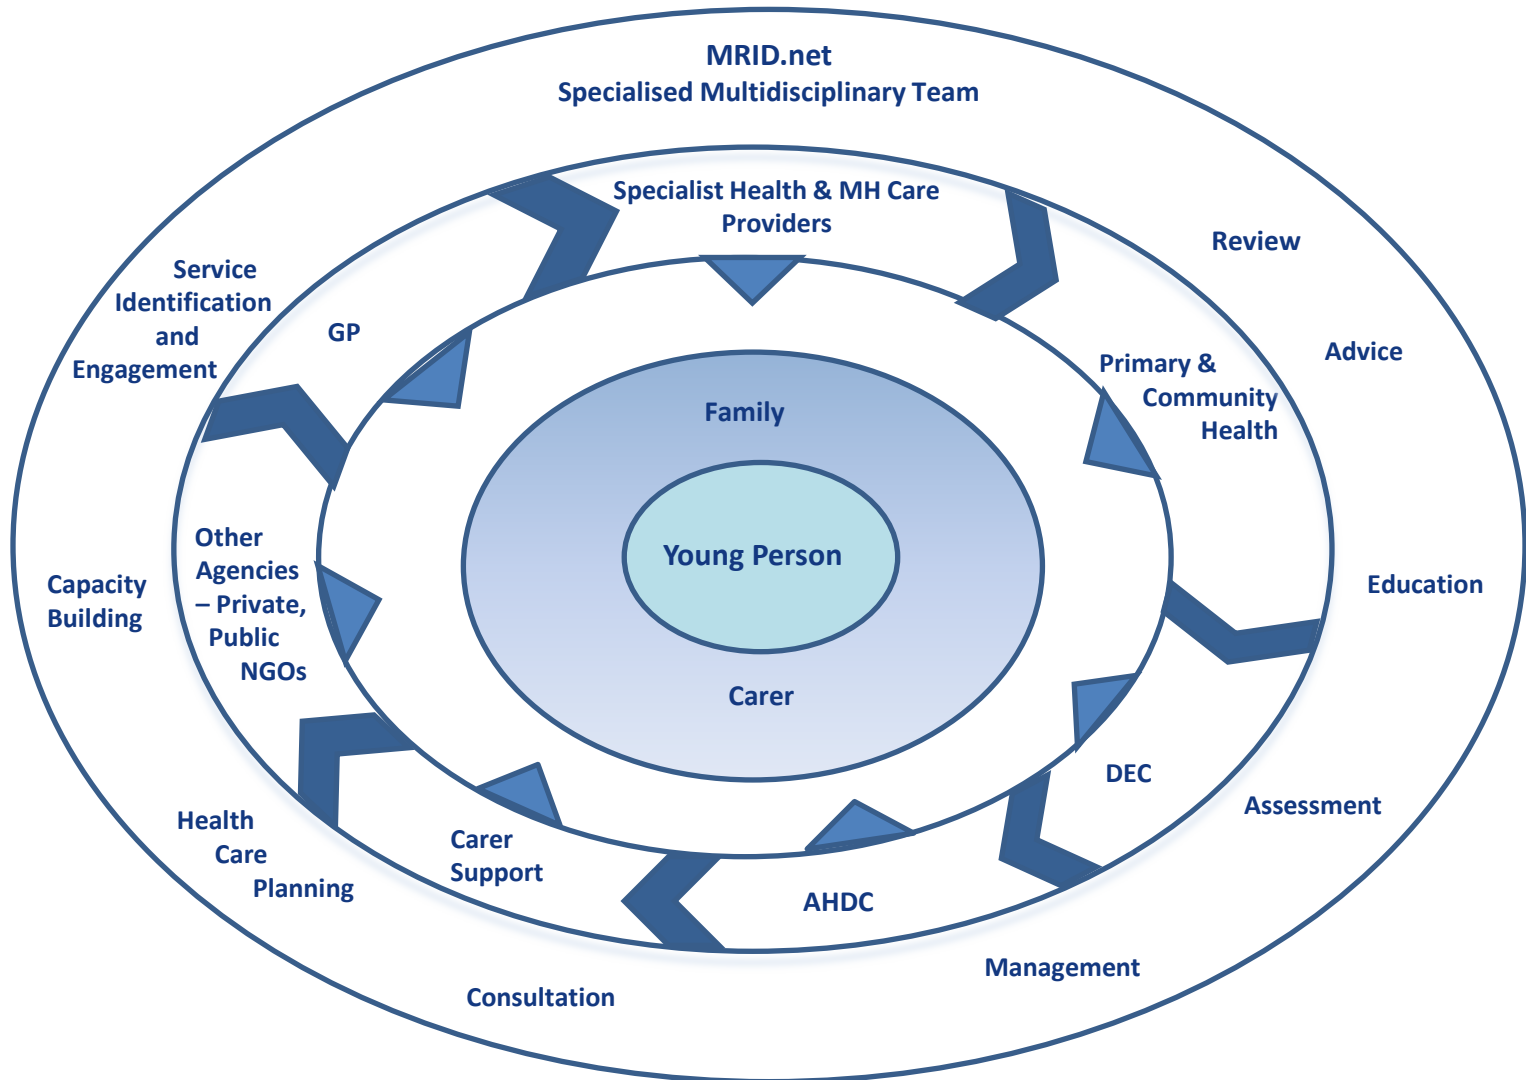 MRID.net
Specialised Multidisciplinary Team
Specialist Health & MH Care
Providers
Review
Service
Identification
and
Engagement
GP
Advice
Primary &
Community
Health
Family
Young Person
Carer
Other
Agencies
– Private,
Public
NGOs
Capacity
Building
Education
DEC
Assessment
Health
Care
Planning
Carer
Support
AHDC
Management
Consultation